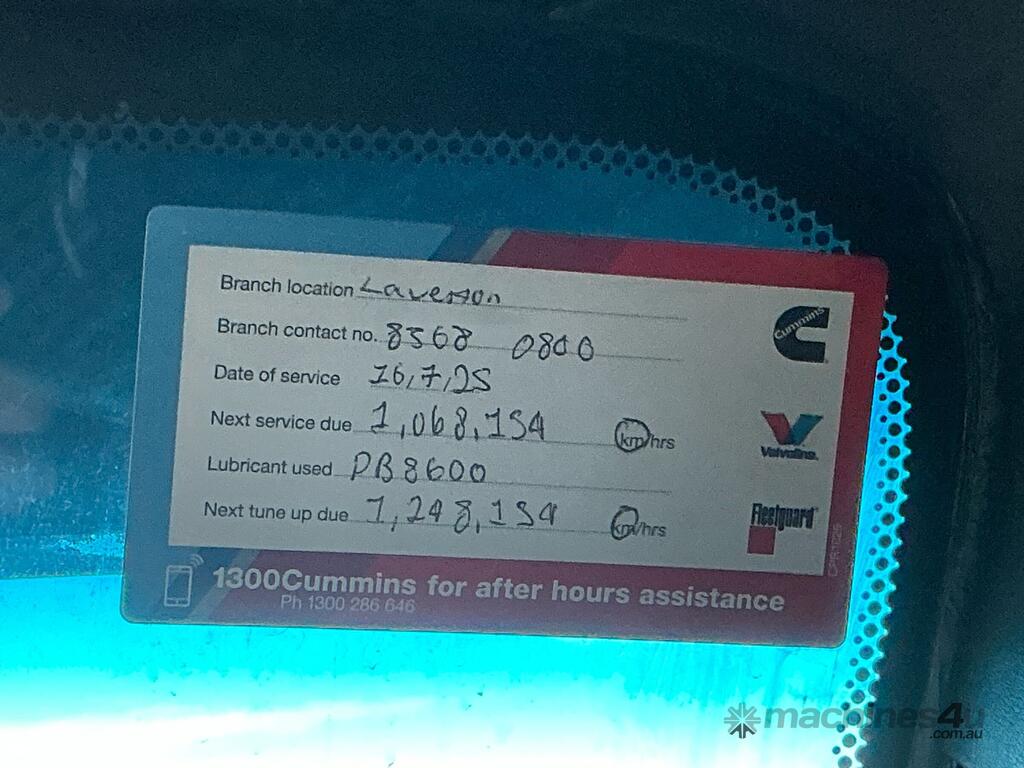 Branch location Laverton
Branch contact no. 8368 0800
Date of service 16,7,25
Next service due 1,068,154 km/hrs
Lubricant used PB8600
Next tune up due 1,248,154 km/hrs
Cummins
Valvoline.
Fleetguard
1300Cummins for after hours assistance
Ph 1300 286 646
machines4u
.com.au